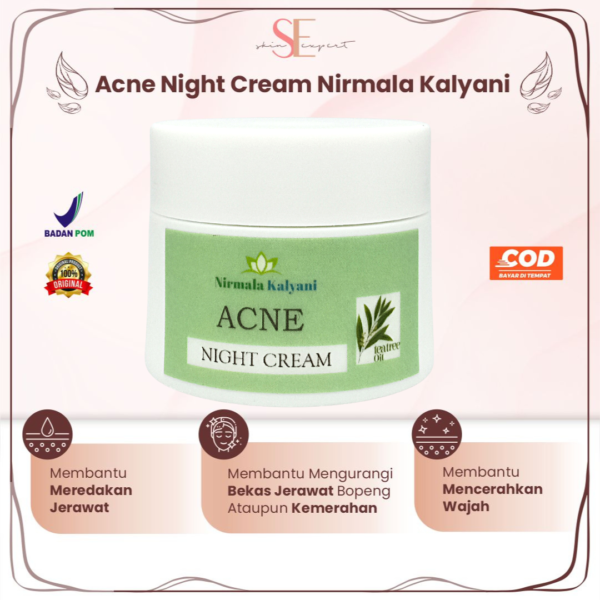 SE
skin expert
Acne Night Cream Nirmala Kalyani
BADAN POM
100%
ORIGINAL
COD
BAYAR DI TEMPAT
Nirmala Kalyani
ACNE
NIGHT CREAM
teatree
oil
Membantu
Meredakan
Jerawat
Membantu Mengurangi
Bekas Jerawat Bopeng
Ataupun Kemerahan
Membantu
Mencerahkan
Wajah